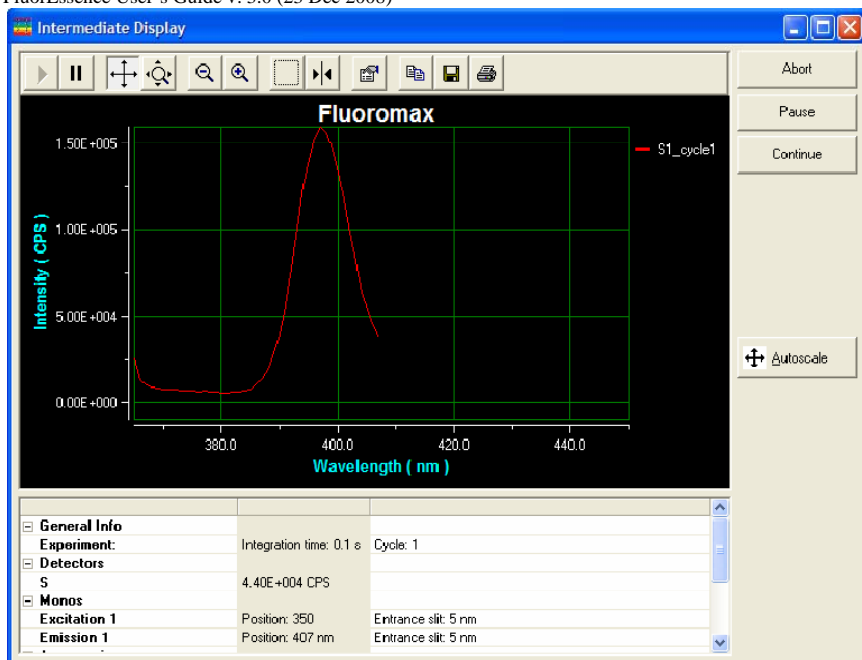 FluorEssence User's Guide v. 3.0 (23 Dec 2008)
Intermediate Display
Fluoromax
1.50E+005
1.00E+005
5.00E+004
0.00E+000
Intensity ( CPS )
380.0 400.0 420.0 440.0
Wavelength ( nm )
S1_cycle1
Abort
Pause
Continue
Autoscale
General Info
Experiment: Integration time: 0.1 s Cycle: 1
Detectors
S 4.40E+004 CPS
Monos
Excitation 1 Position: 350 Entrance slit: 5 nm
Emission 1 Position: 407 nm Entrance slit: 5 nm